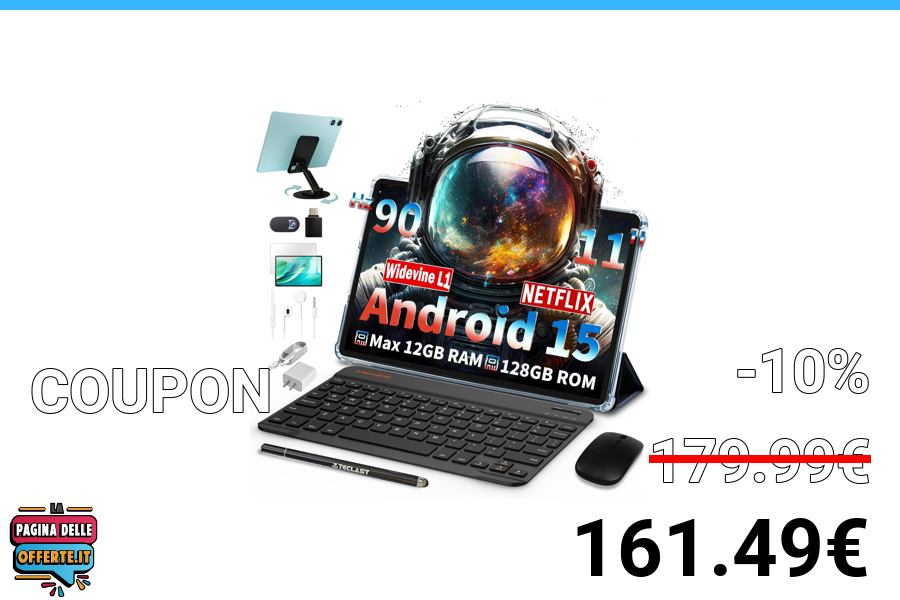 Hz 90
11"
Widevine L1
NETFLIX
Android 15
Max 12GB RAM 128GB ROM
COUPON
-10%
179.99€
TECLAST
161.49€
LA
PAGINA DELLE
OFFERTE.IT